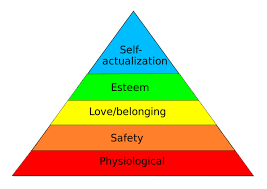 Self-
actualization
Esteem
Love/belonging
Safety
Physiological